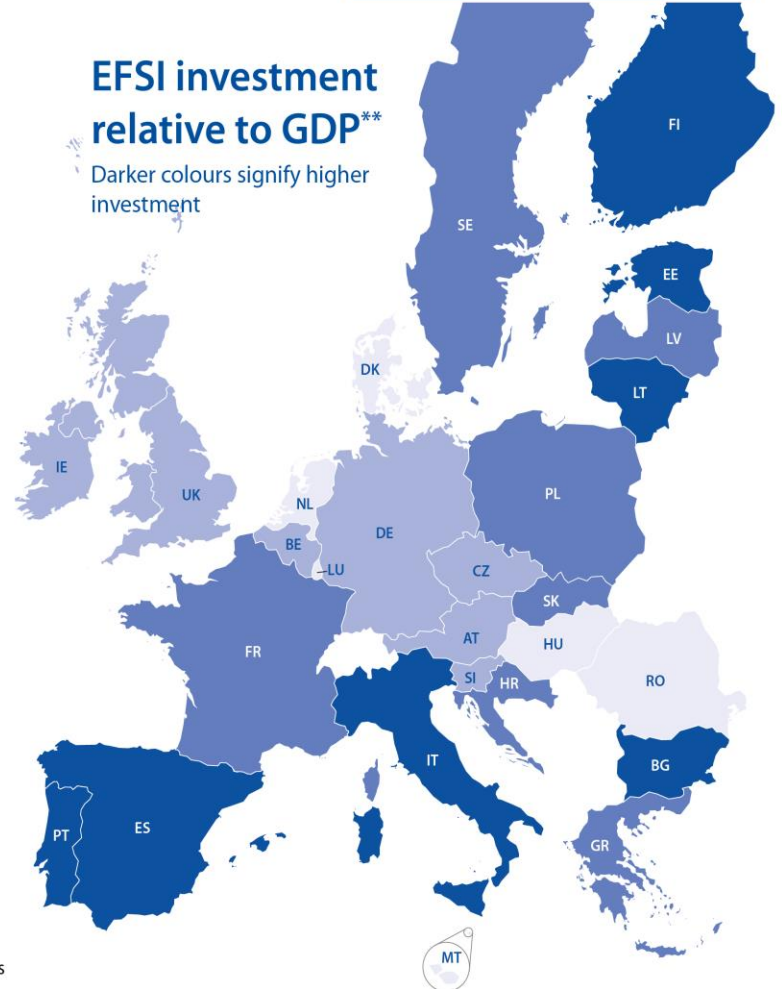 EFSI investment
relative to GDP**
Darker colours signify higher
investment
FI
SE
EE
LV
DK
LT
IE
UK
NL
PL
DE
BE
LU
CZ
SK
AT
HU
FR
SI
HR
RO
IT
BG
PT
ES
GR
MT
s